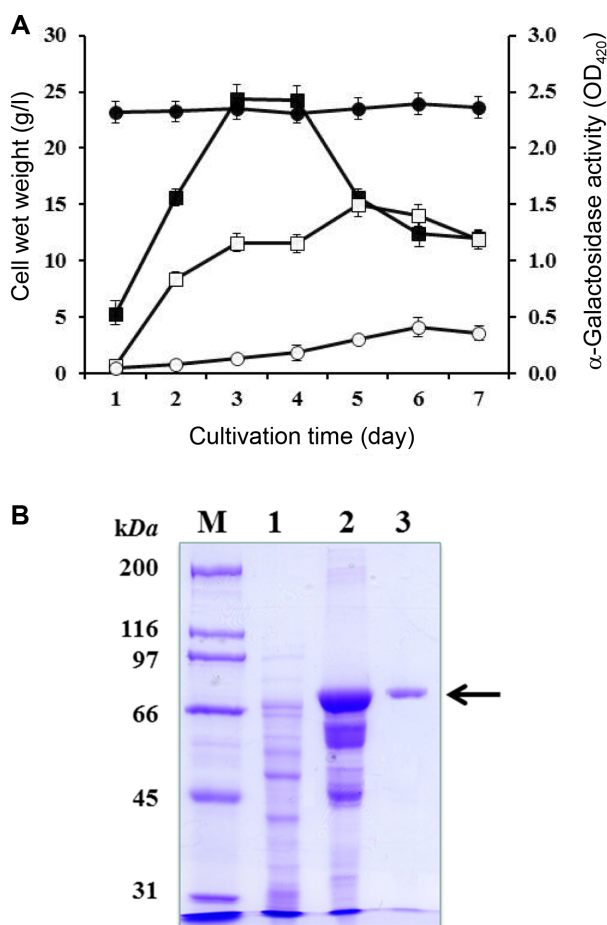 A
Cell wet weight (g/l)
30
25
20
15
10
5
0
3.0
2.5
2.0
1.5
1.0
0.5
0.0
α-Galactosidase activity (OD420)
1 2 3 4 5 6 7
Cultivation time (day)
B
kDa M 1 2 3
200
116
97
66
45
31